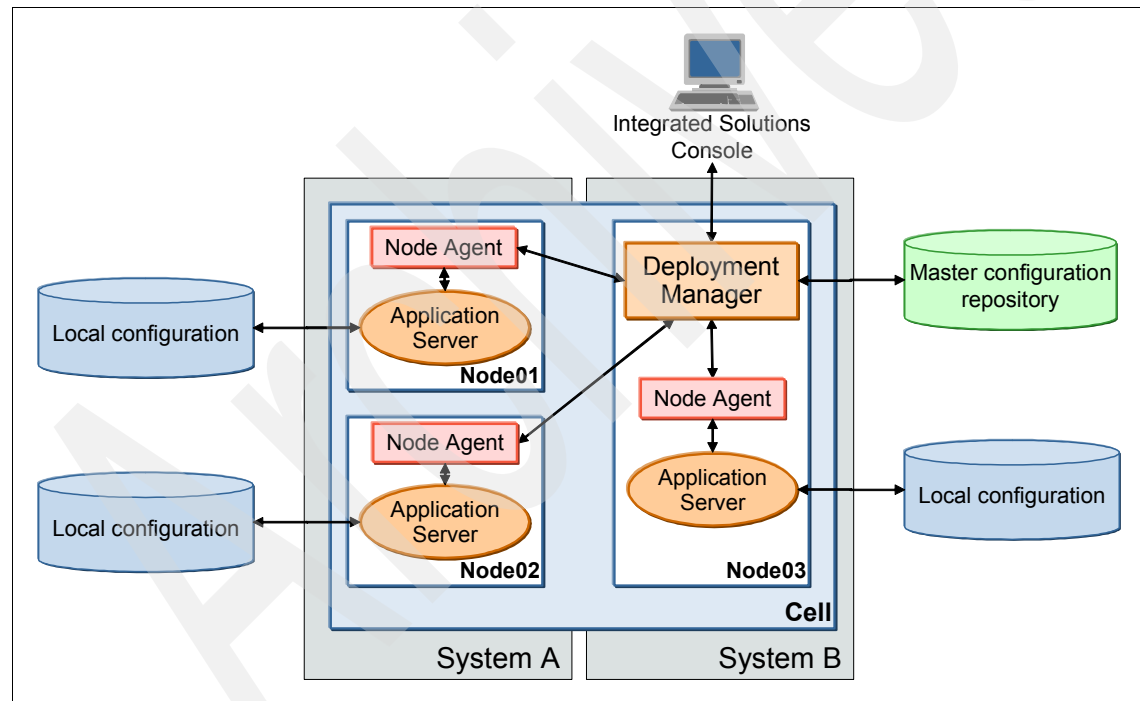 Integrated Solutions
Console
Node Agent
Application
Server
Node01
Local configuration
Node Agent
Application
Server
Node02
Local configuration
Deployment
Manager
Node Agent
Application
Server
Node03
Master configuration
repository
Local configuration
Cell
System A
System B
Archive